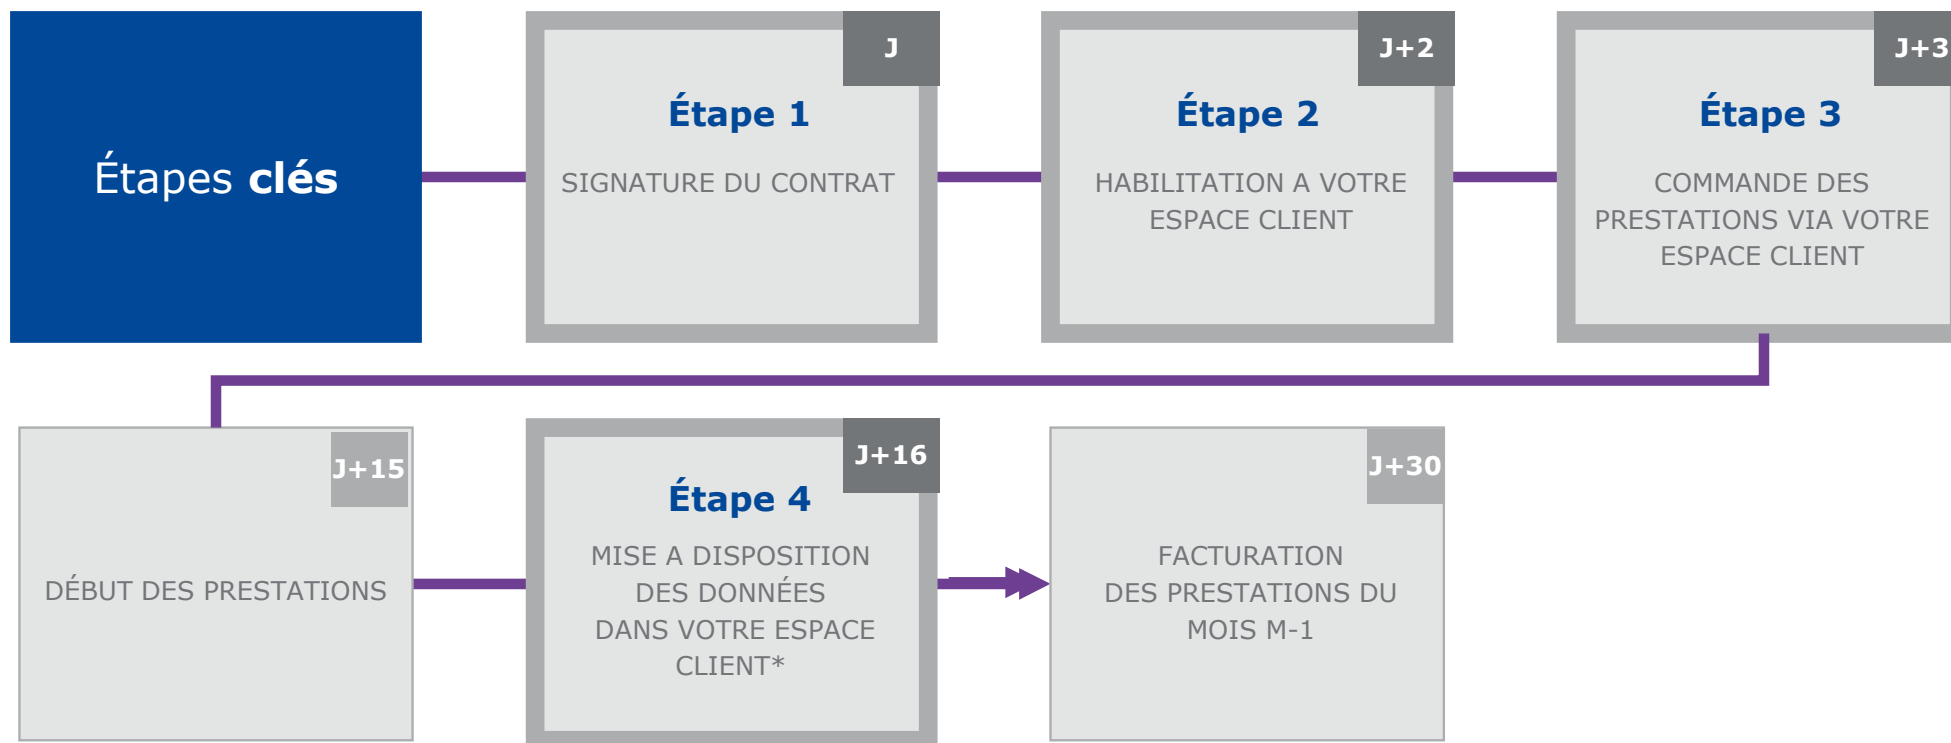 Étapes clés
J
Étape 1
SIGNATURE DU CONTRAT
J+2
Étape 2
HABILITATION A VOTRE
ESPACE CLIENT
J+3
Étape 3
COMMANDE DES
PRESTATIONS VIA VOTRE
ESPACE CLIENT
J+15
DÉBUT DES PRESTATIONS
J+16
Étape 4
MISE A DISPOSITION
DES DONNÉES
DANS VOTRE ESPACE
CLIENT*
J+30
FACTURATION
DES PRESTATIONS DU
MOIS M-1